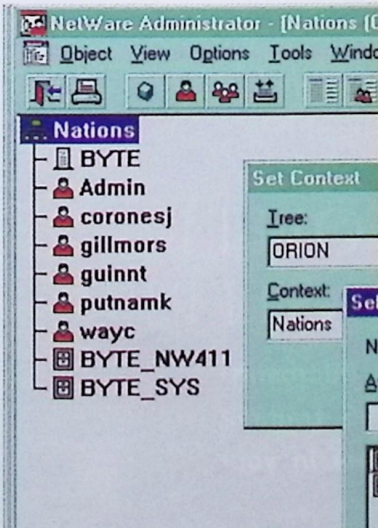 NetWare Administrator - [Nations (
Object View Options Tools Windo
Nations
BYTE
Admin
coronesj
gillmors
guinnt
putnamk
wayc
BYTE_NW411
BYTE_SYS
Set Context
Tree:
ORION
Context:
Nations
Se
N
A